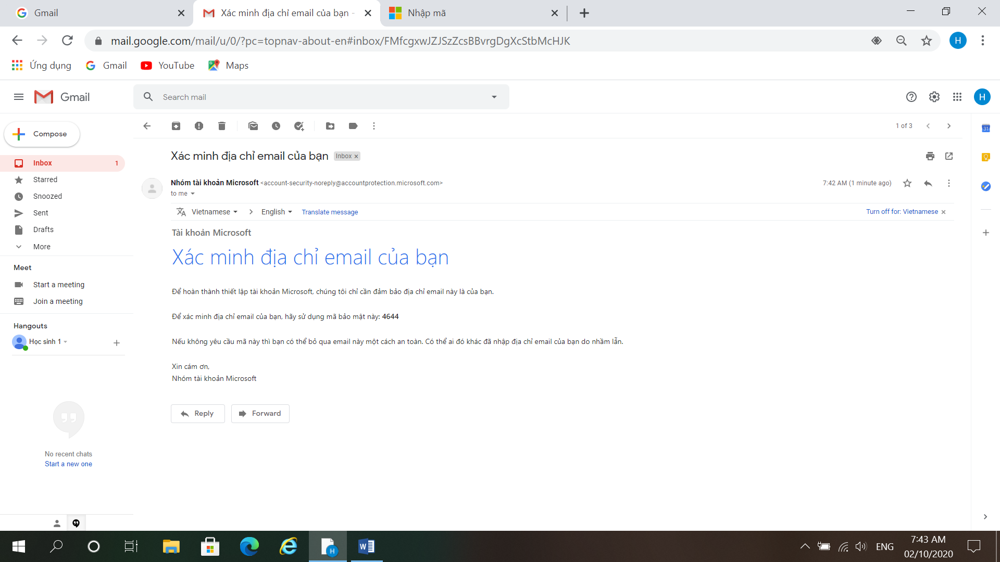 Gmail
Xác minh địa chỉ email của bạn -
Nhập mã
mail.google.com/mail/u/0/?pc=topnav-about-en#inbox/FMfcgxwJZJSzZcsBBvrgDgXcStbMcHJK
H
Ứng dụng
Gmail
YouTube
Maps
Gmail
Search mail
H
Compose
1 of 3
31
Inbox
1
Starred
Snoozed
Sent
Drafts
More
Meet
Start a meeting
Join a meeting
Hangouts
Học sinh 1
No recent chats
Start a new one
Xác minh địa chỉ email của bạn
Inbox x
Nhóm tài khoản Microsoft <account-security-noreply@accountprotection.microsoft.com>
7:42 AM (1 minute ago)
to me
Vietnamese
English
Translate message
Turn off for: Vietnamese x
Tài khoản Microsoft
Xác minh địa chỉ email của bạn
Để hoàn thành thiết lập tài khoản Microsoft, chúng tôi chỉ cần đảm bảo địa chỉ email này là của bạn.
Để xác minh địa chỉ email của bạn, hãy sử dụng mã bảo mật này: 4644
Nếu không yêu cầu mã này thì bạn có thể bỏ qua email này một cách an toàn. Có thể ai đó khác đã nhập địa chỉ email của bạn do nhầm lẫn.
Xin cám ơn,
Nhóm tài khoản Microsoft
Reply
Forward
H
W
ENG
7:43 AM
02/10/2020